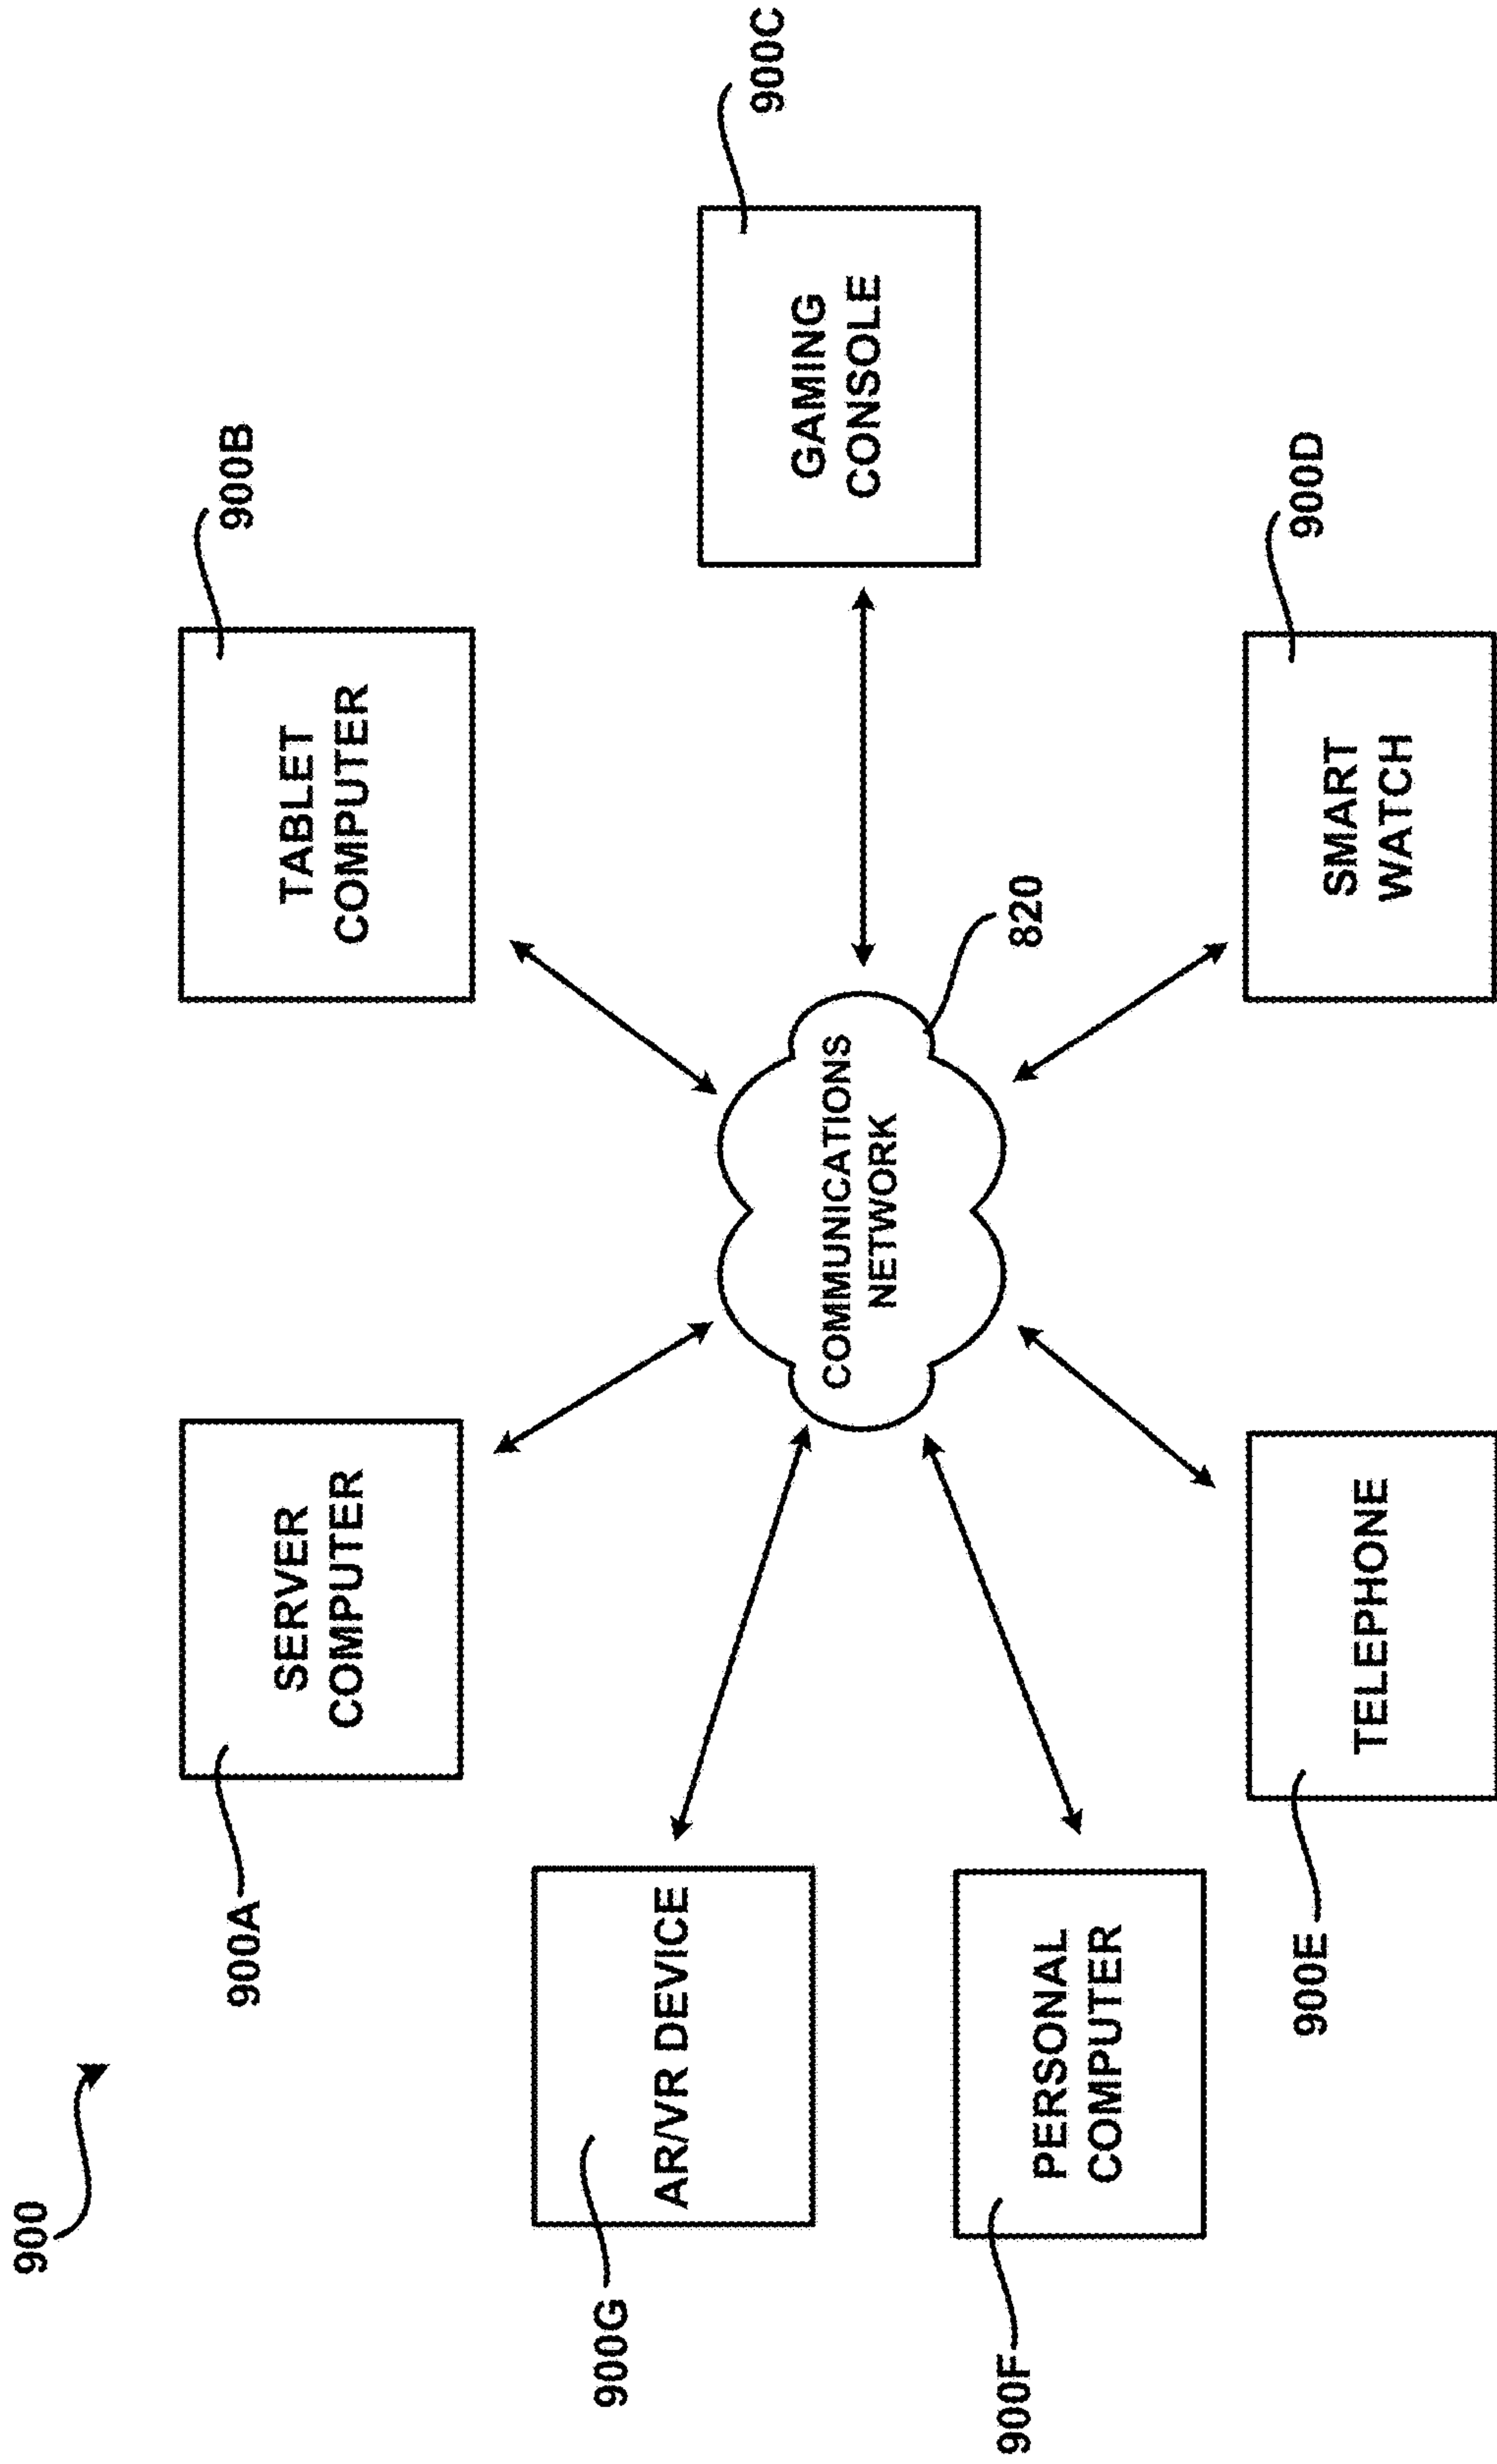 900
900A
SERVER
COMPUTER
TABLET
COMPUTER
900B
900G
AR/VR DEVICE
COMMUNICATIONS
NETWORK
820
GAMING
CONSOLE
900C
900F
PERSONAL
COMPUTER
900E
TELEPHONE
SMART
WATCH
900D